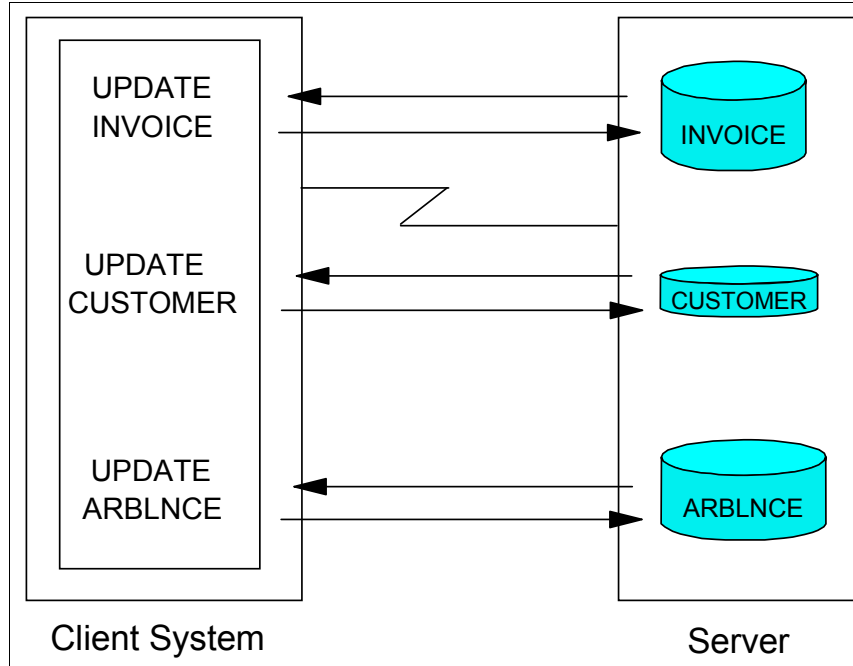 UPDATE
INVOICE
INVOICE
UPDATE
CUSTOMER
CUSTOMER
UPDATE
ARBLNCE
ARBLNCE
Client System
Server